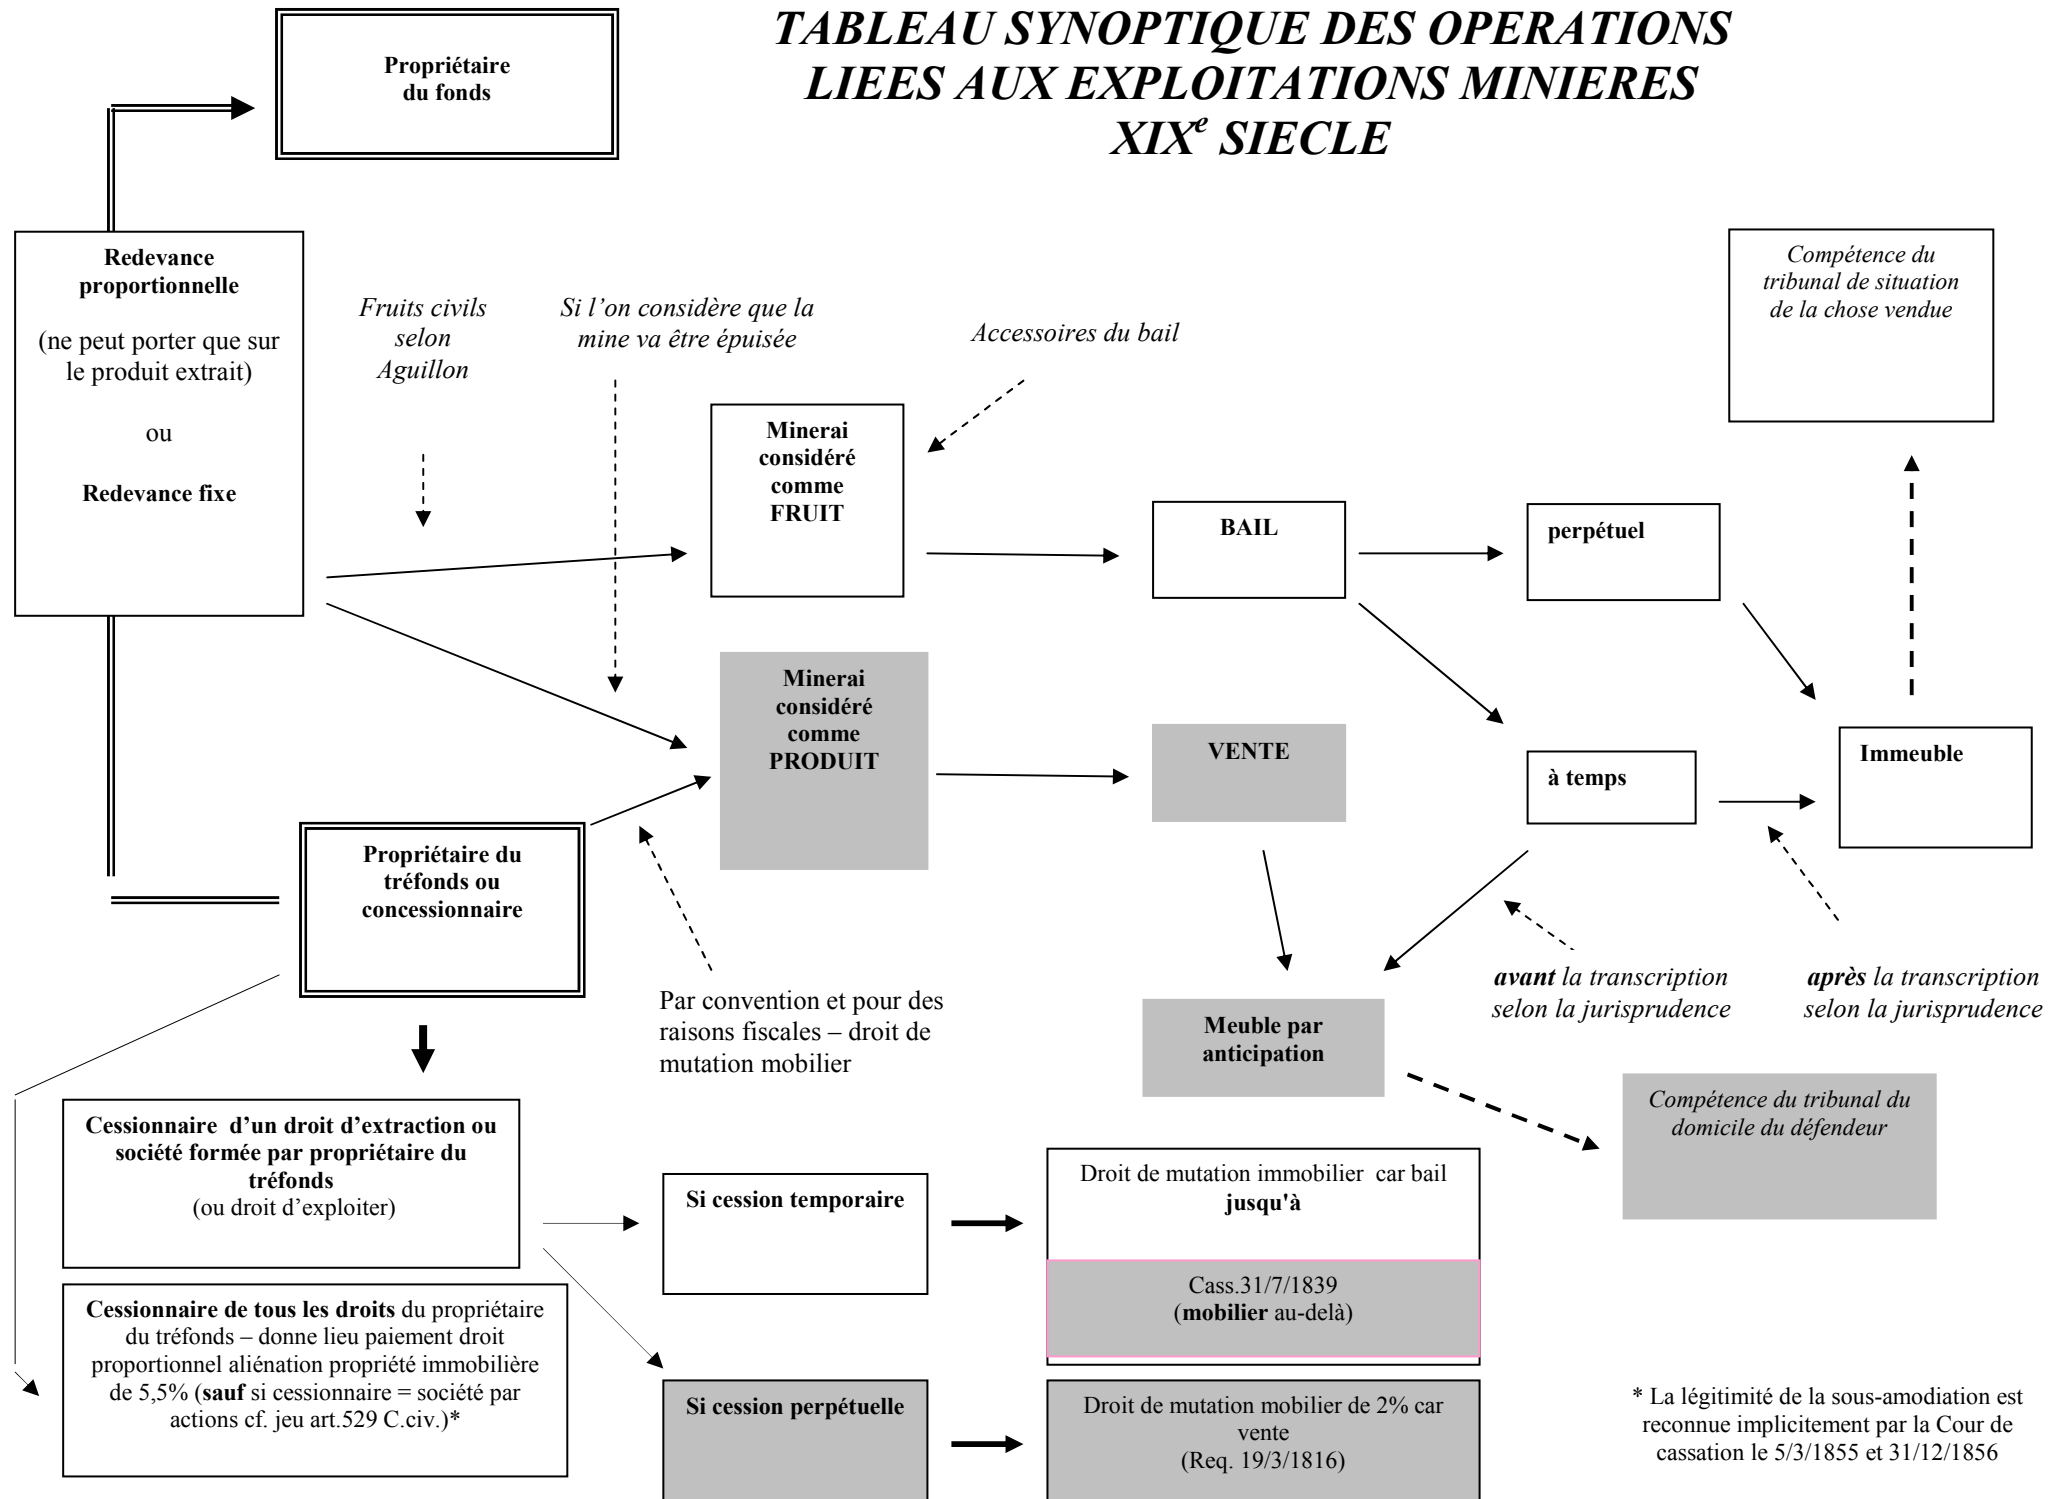 TABLEAU SYNOPTIQUE DES OPERATIONS
LIEES AUX EXPLOITATIONS MINIERES
XIXe SIECLE
Propriétaire
du fonds
Redevance
proportionnelle
(ne peut porter que sur
le produit extrait)
ou
Redevance fixe
Fruits civils
selon
Aguillon
Si l’on considère que la
mine va être épuisée
Accessoires du bail
Compétence du
tribunal de situation
de la chose vendue
Minerai
considéré
comme
FRUIT
BAIL
perpétuel
Minerai
considéré
comme
PRODUIT
VENTE
à temps
Immeuble
Propriétaire du
tréfonds ou
concessionnaire
Par convention et pour des
raisons fiscales – droit de
mutation mobilier
avant la transcription
selon la jurisprudence
après la transcription
selon la jurisprudence
Meuble par
anticipation
Compétence du tribunal du
domicile du défendeur
Cessionnaire  d’un droit d’extraction ou
société formée par propriétaire du
tréfonds
(ou droit d’exploiter)
Si cession temporaire
Droit de mutation immobilier  car bail
jusqu'à
Cass.31/7/1839
(mobilier au-delà)
Cessionnaire de tous les droits du propriétaire
du tréfonds – donne lieu paiement droit
proportionnel aliénation propriété immobilière
de 5,5% (sauf si cessionnaire = société par
actions cf. jeu art.529 C.civ.)*
Si cession perpétuelle
Droit de mutation mobilier de 2% car
vente
(Req. 19/3/1816)
* La légitimité de la sous-amodiation est
reconnue implicitement par la Cour de
cassation le 5/3/1855 et 31/12/1856